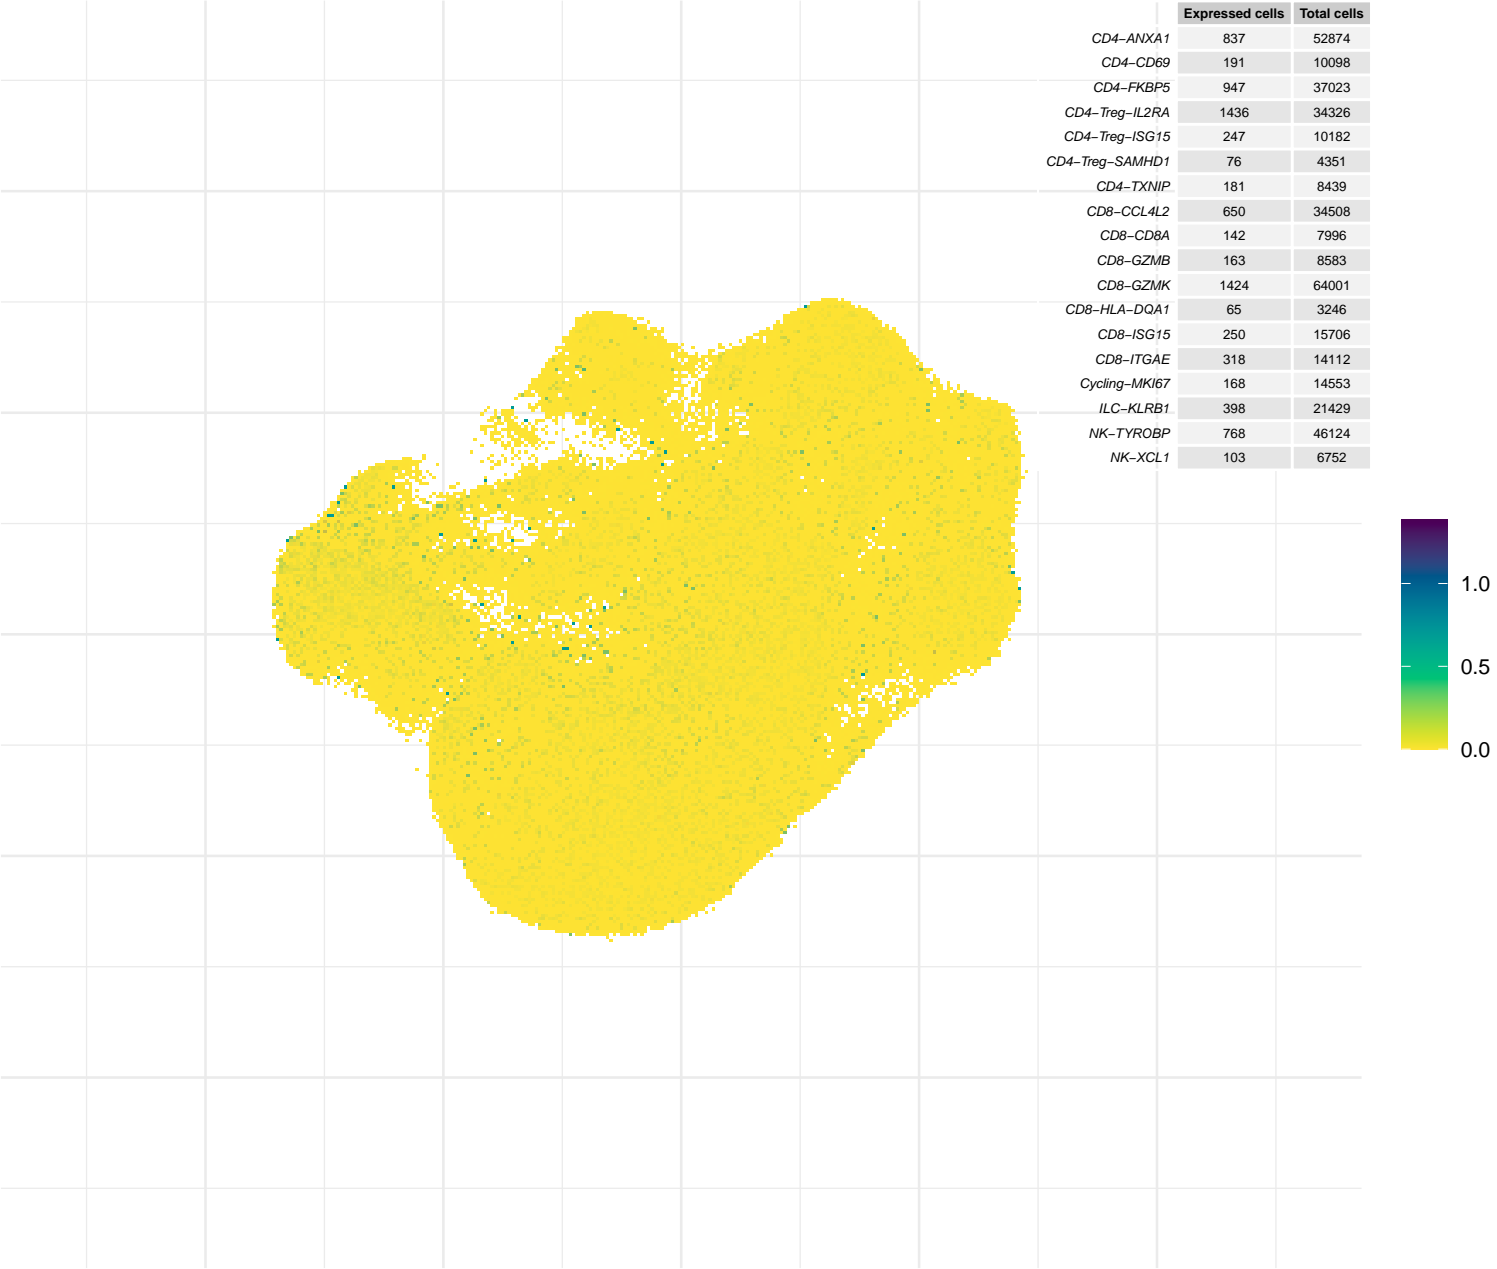 Expressed cells Total cells
CD4−ANXA1 837 52874
CD4−CD69 191 10098
CD4−FKBP5 947 37023
CD4−Treg−IL2RA 1436 34326
CD4−Treg−ISG15 247 10182
CD4−Treg−SAMHD1 76 4351
CD4−TXNIP 181 8439
CD8−CCL4L2 650 34508
CD8−CD8A 142 7996
CD8−GZMB 163 8583
CD8−GZMK 1424 64001
CD8−HLA−DQA1 65 3246
CD8−ISG15 250 15706
CD8−ITGAE 318 14112
Cycling−MKI67 168 14553
ILC−KLRB1 398 21429
NK−TYROBP 768 46124
NK−XCL1 103 6752
1.0
0.5
0.0